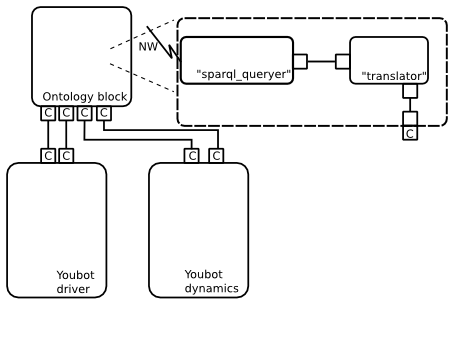 NW
"sparql_queryer"
"translator"
Ontology block
C C C C
C
C C
C C
Youbot
driver
Youbot
dynamics